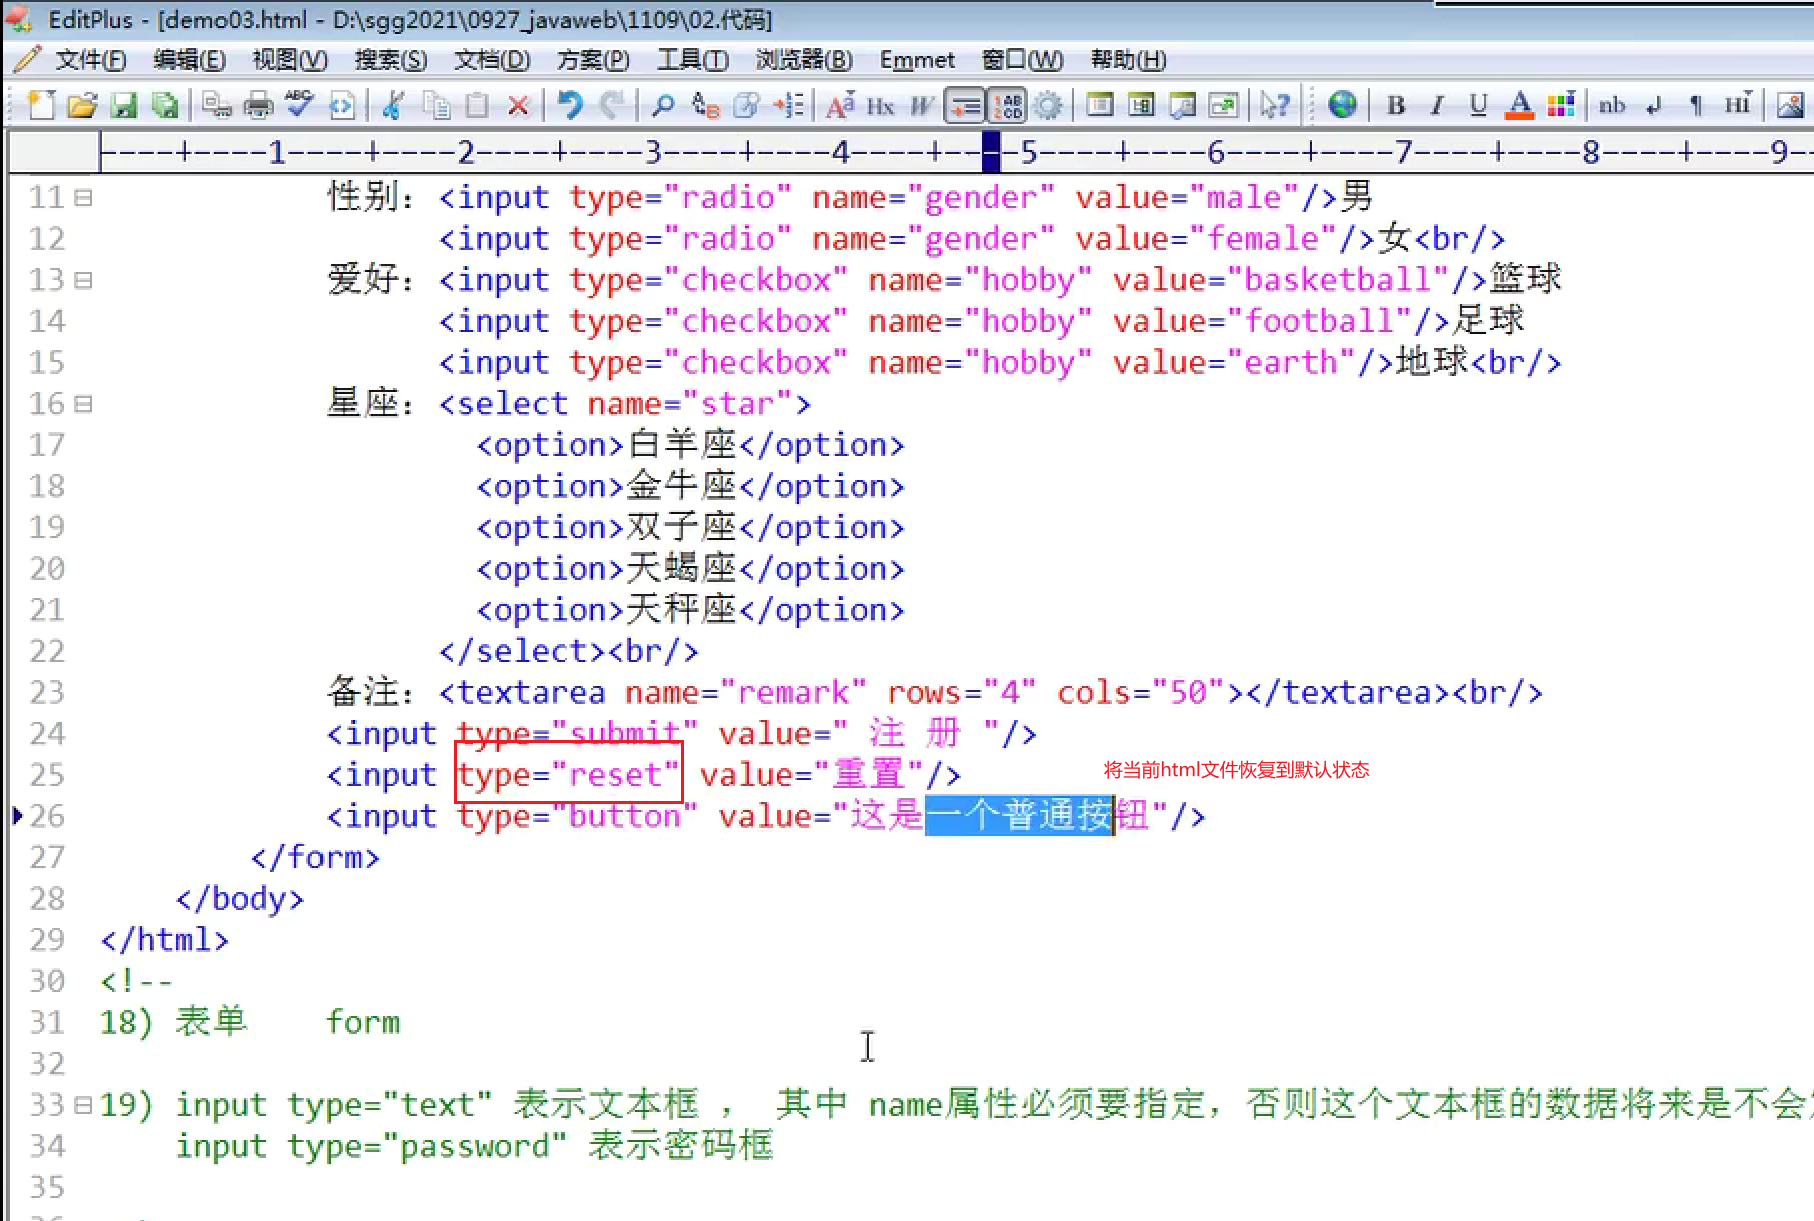 EditPlus - [demo03.html - D:\sgg2021\0927_javaweb\1109\02.代码]
文件(F) 编辑(E) 视图(V) 搜索(S) 文档(D) 方案(P) 工具(T) 浏览器(B) Emmet 窗口(W) 帮助(H)
ABC Aa Hx W AB CD B I U A nb ¶ HI
----+----1----+----2----+----3----+----4----+----5----+----6----+----7----+----8----+----9--
11 性别：<input type="radio" name="gender" value="male"/>男
12 <input type="radio" name="gender" value="female"/>女<br/>
13 爱好：<input type="checkbox" name="hobby" value="basketball"/>篮球
14 <input type="checkbox" name="hobby" value="football"/>足球
15 <input type="checkbox" name="hobby" value="earth"/>地球<br/>
16 星座：<select name="star">
17 <option>白羊座</option>
18 <option>金牛座</option>
19 <option>双子座</option>
20 <option>天蝎座</option>
21 <option>天秤座</option>
22 </select><br/>
23 备注：<textarea name="remark" rows="4" cols="50"></textarea><br/>
24 <input type="submit" value=" 注 册 "/>
25 <input type="reset" value="重置"/> 将当前html文件恢复到默认状态
26 <input type="button" value="这是一个普通按钮"/>
27 </form>
28 </body>
29 </html>
30 <!--
31 18) 表单 form
32
33 19) input type="text" 表示文本框 ， 其中 name属性必须要指定，否则这个文本框的数据将来是不会
34 input type="password" 表示密码框
35